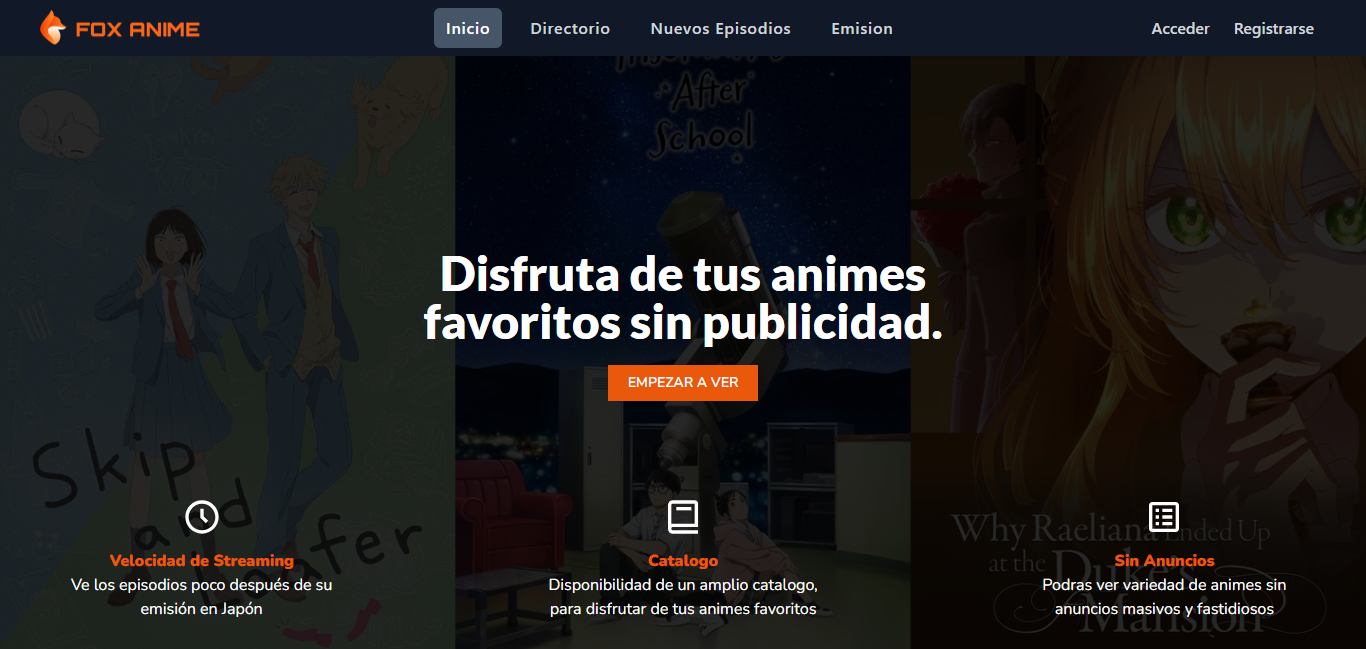 FOX ANIME
Inicio
Directorio
Nuevos Episodios
Emision
Acceder
Registrarse
After
School
Disfruta de tus animes
favoritos sin publicidad.
EMPEZAR A VER
Skip
and
Loafer
Why Raeliana Ended Up
at the Duke's
Mansion
Velocidad de Streaming
Ve los episodios poco después de su
emisión en Japón
Catalogo
Disponibilidad de un amplio catalogo,
para disfrutar de tus animes favoritos
Sin Anuncios
Podras ver variedad de animes sin
anuncios masivos y fastidiosos